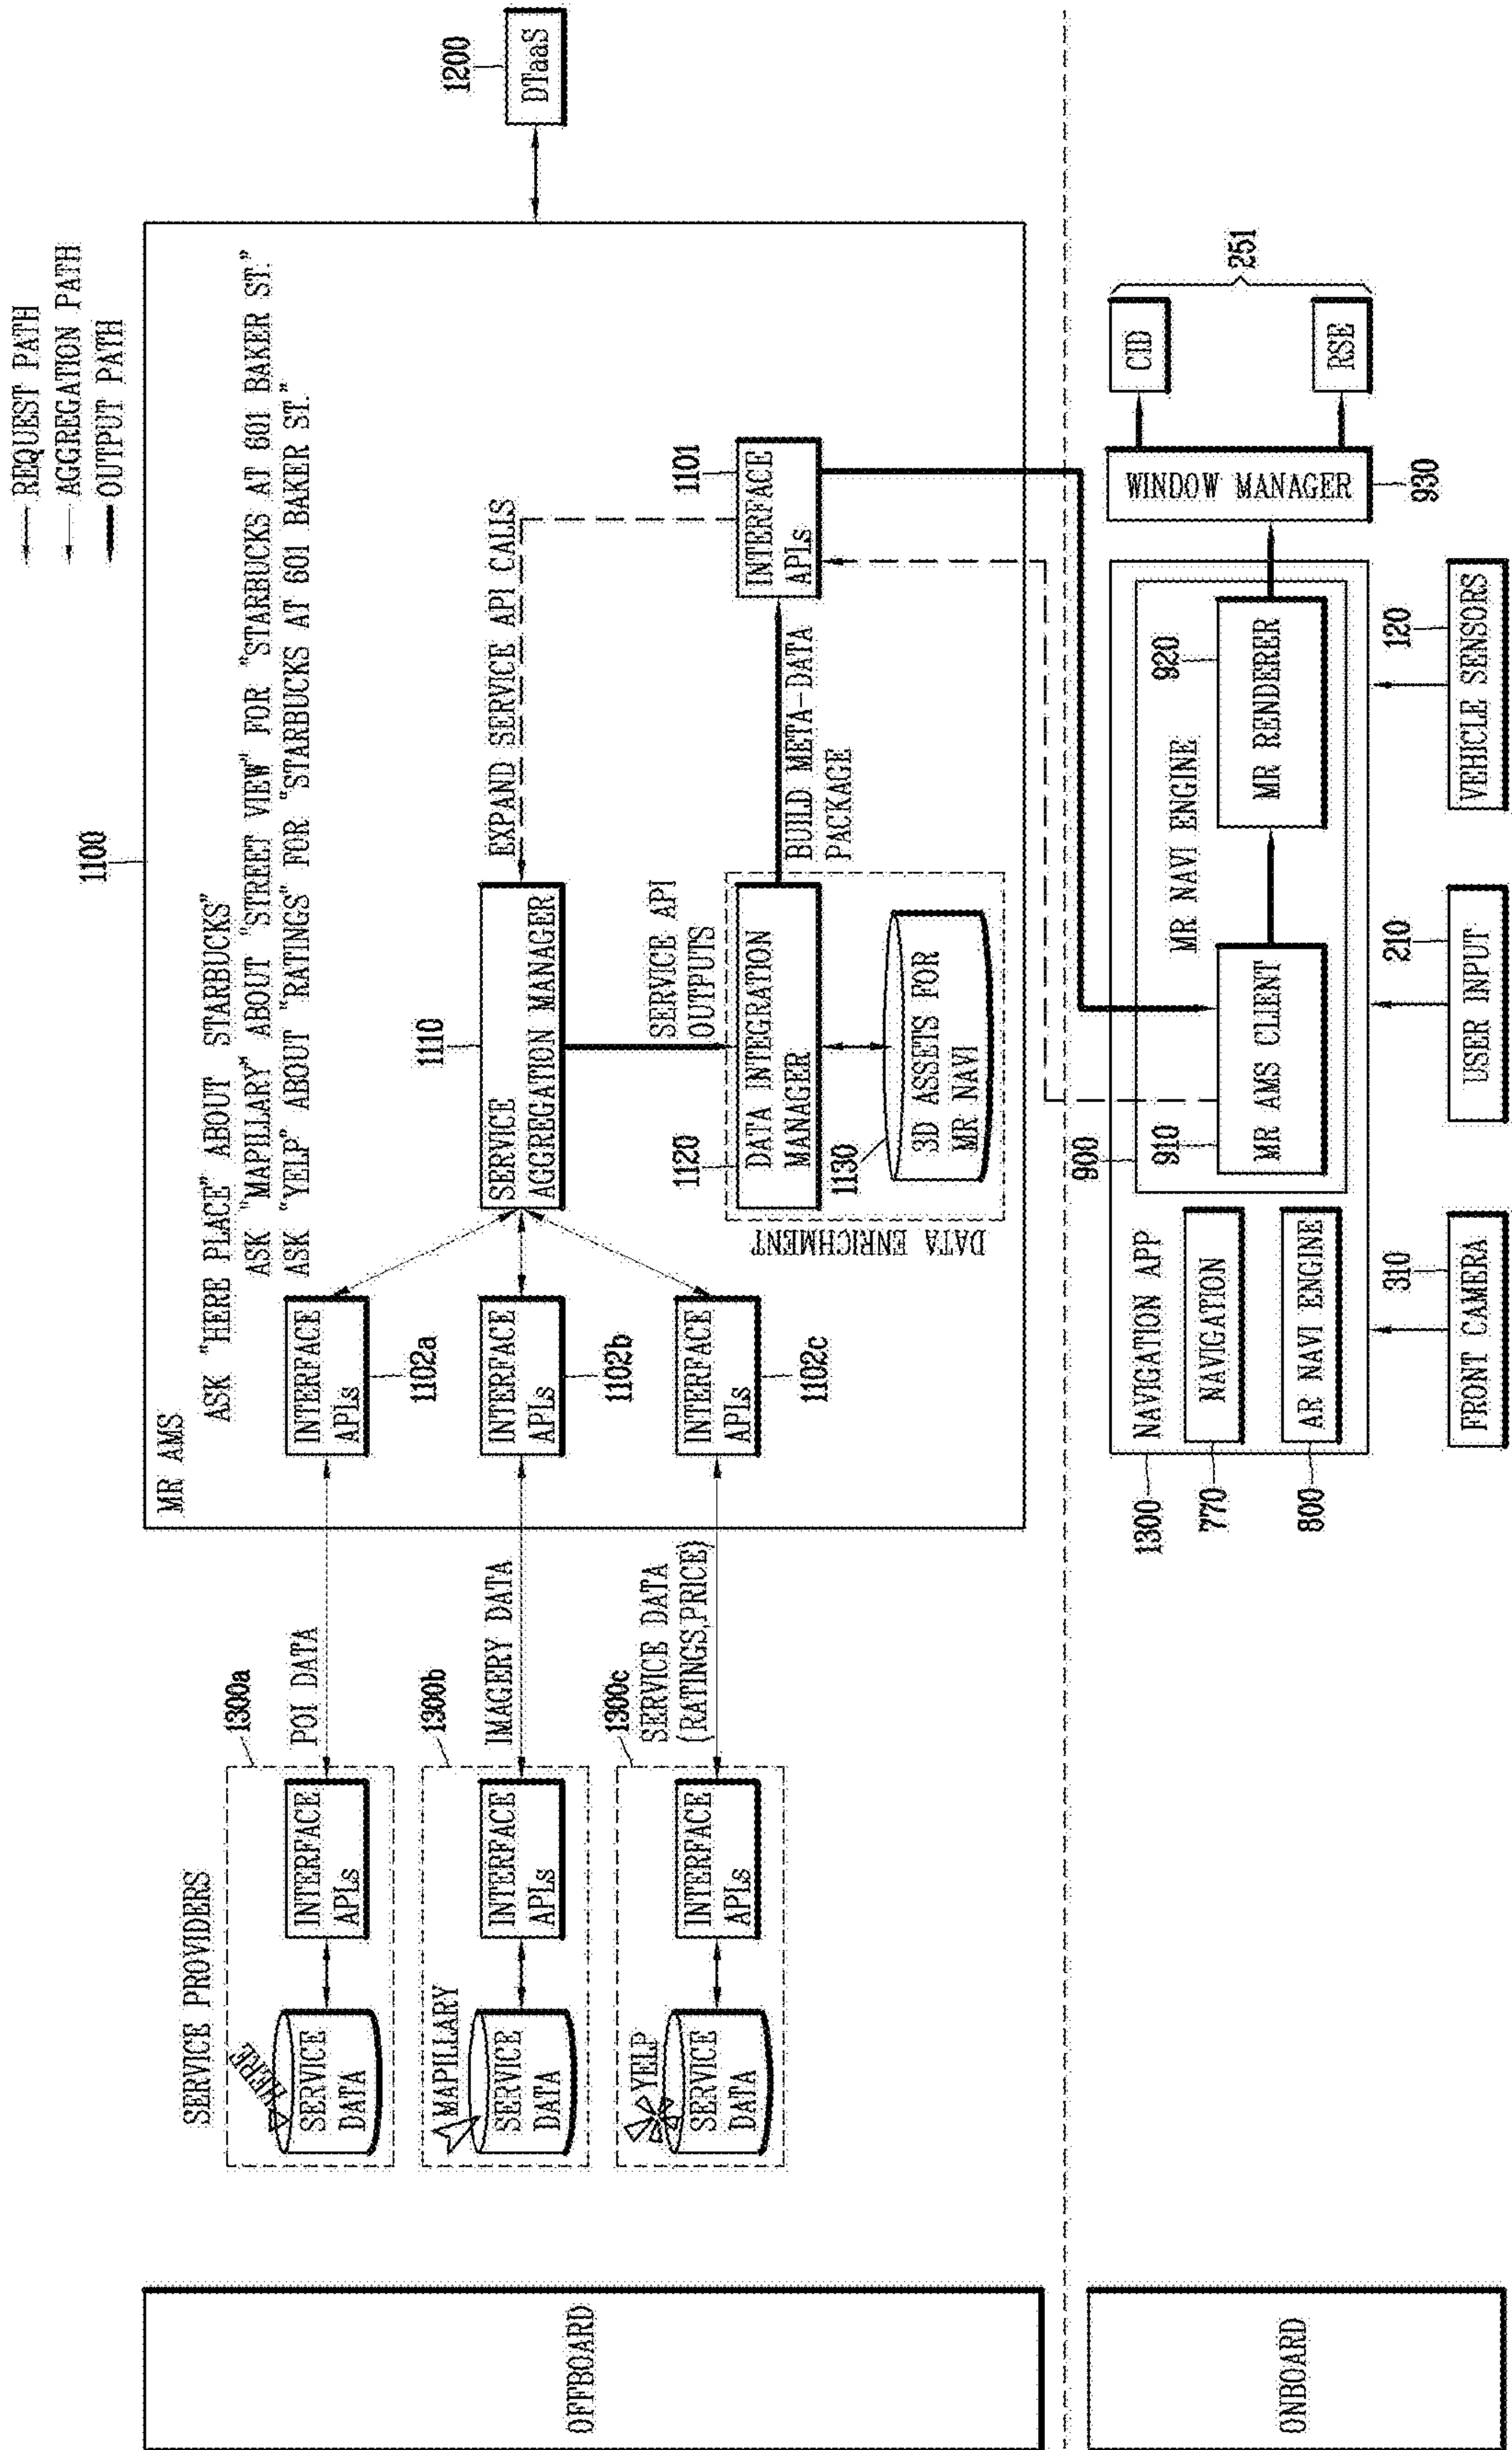 REQUEST PATH
AGGREGATION PATH
OUTPUT PATH
1100
MR AMS
ASK "HERE PLACE" ABOUT STARBUCKS"
ASK "MAPILLARY" ABOUT "STREET VIEW" FOR "STARBUCKS AT 601 BAKER ST."
ASK "YELP" ABOUT "RATINGS" FOR "STARBUCKS AT 601 BAKER ST."
1200
DTaaS
SERVICE PROVIDERS
1300a
HERE
SERVICE
DATA
INTERFACE
APIs
POI DATA
INTERFACE
APIs
1102a
1300b
MAPILLARY
SERVICE
DATA
INTERFACE
APIs
IMAGERY DATA
INTERFACE
APIs
1102b
1300c
YELP
SERVICE
DATA
INTERFACE
APIs
SERVICE DATA
(RATINGS,PRICE)
INTERFACE
APIs
1102c
1110
SERVICE
AGGREGATION MANAGER
EXPAND SERVICE API CALLS
SERVICE API
OUTPUTS
1120
DATA INTEGRATION
MANAGER
1130
3D ASSETS FOR
MR NAVI
DATA ENRICHMENT
BUILD META-DATA
PACKAGE
1101
INTERFACE
APIs
OFFBOARD
ONBOARD
1300
NAVIGATION APP
770
NAVIGATION
800
AR NAVI ENGINE
900
MR NAVI ENGINE
910
MR AMS CLIENT
920
MR RENDERER
WINDOW MANAGER
930
CID
RSE
251
310
FRONT CAMERA
210
USER INPUT
120
VEHICLE SENSORS